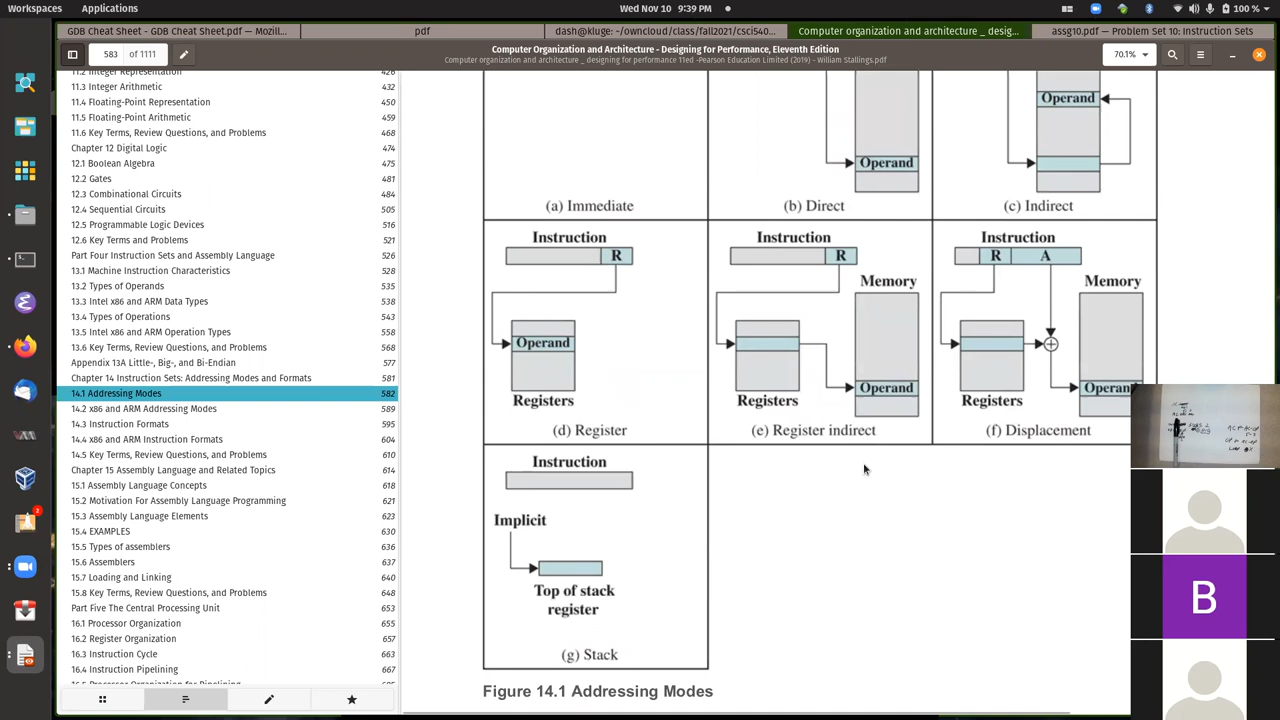 Workspaces Applications Wed Nov 10 9:39 PM 100 %
GDB Cheat Sheet - GDB Cheat Sheet.pdf — Mozill... pdf dash@kluge: ~/owncloud/class/fall2021/csci540... Computer organization and architecture _ desig... assg10.pdf — Problem Set 10: Instruction Sets
583 of 1111 Computer Organization and Architecture - Designing for Performance, Eleventh Edition 70.1%
Computer organization and architecture _ designing for performance 11ed -Pearson Education Limited (2019) - William Stallings.pdf
11.2 Integer Representation 426
11.3 Integer Arithmetic 432
11.4 Floating-Point Representation 450
11.5 Floating-Point Arithmetic 459
11.6 Key Terms, Review Questions, and Problems 468
Chapter 12 Digital Logic 474
12.1 Boolean Algebra 475
12.2 Gates 481
12.3 Combinational Circuits 484
12.4 Sequential Circuits 505
12.5 Programmable Logic Devices 516
12.6 Key Terms and Problems 521
Part Four Instruction Sets and Assembly Language 526
13.1 Machine Instruction Characteristics 528
13.2 Types of Operands 535
13.3 Intel x86 and ARM Data Types 538
13.4 Types of Operations 543
13.5 Intel x86 and ARM Operation Types 558
13.6 Key Terms, Review Questions, and Problems 568
Appendix 13A Little-, Big-, and Bi-Endian 577
Chapter 14 Instruction Sets: Addressing Modes and Formats 581
14.1 Addressing Modes 582
14.2 x86 and ARM Addressing Modes 589
14.3 Instruction Formats 595
14.4 x86 and ARM Instruction Formats 604
14.5 Key Terms, Review Questions, and Problems 610
Chapter 15 Assembly Language and Related Topics 614
15.1 Assembly Language Concepts 618
15.2 Motivation For Assembly Language Programming 621
15.3 Assembly Language Elements 623
15.4 EXAMPLES 630
15.5 Types of assemblers 636
15.6 Assemblers 637
15.7 Loading and Linking 640
15.8 Key Terms, Review Questions, and Problems 648
Part Five The Central Processing Unit 653
16.1 Processor Organization 655
16.2 Register Organization 657
16.3 Instruction Cycle 663
16.4 Instruction Pipelining 667
16.5 Processor Organization for Pipelining
Operand
Operand
(a) Immediate (b) Direct (c) Indirect
Instruction Instruction Instruction
R R R A
Memory Memory
Operand
Operand Operand
Registers Registers Registers
(d) Register (e) Register indirect (f) Displacement
Instruction
Implicit
Top of stack
register
(g) Stack
Figure 14.1 Addressing Modes
2
B